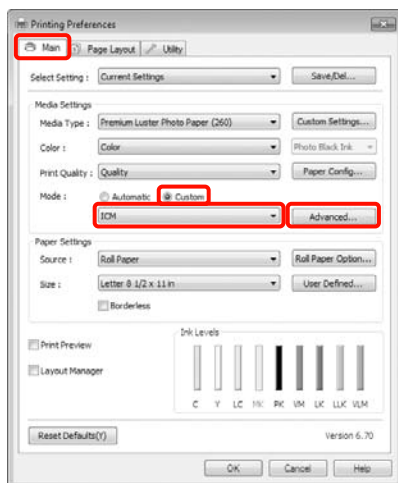 Printing Preferences
Main Page Layout Utility
Select Setting : Current Settings Save/Del...
Media Settings
Media Type : Premium Luster Photo Paper (260) Custom Settings...
Color : Color Photo Black Ink
Print Quality : Quality Paper Config...
Mode : Automatic Custom
ICM Advanced...
Paper Settings
Source : Roll Paper Roll Paper Option...
Size : Letter 8 1/2 x 11 in User Defined...
Borderless
Ink Levels
Print Preview
Layout Manager
C Y LC MK PK VM LK LLK VLM
Reset Defaults(Y) Version 6.70
OK Cancel Help